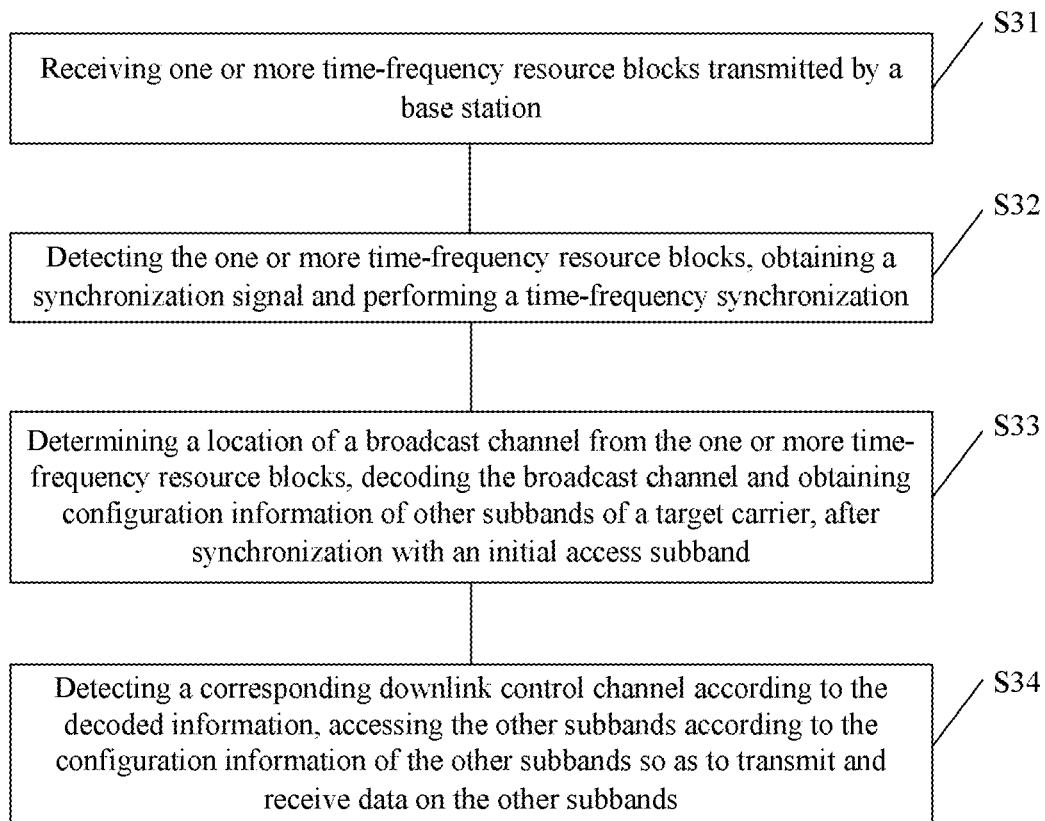 S31
Receiving one or more time-frequency resource blocks transmitted by a
base station
S32
Detecting the one or more time-frequency resource blocks, obtaining a
synchronization signal and performing a time-frequency synchronization
S33
Determining a location of a broadcast channel from the one or more time-
frequency resource blocks, decoding the broadcast channel and obtaining
configuration information of other subbands of a target carrier, after
synchronization with an initial access subband
S34
Detecting a corresponding downlink control channel according to the
decoded information, accessing the other subbands according to the
configuration information of the other subbands so as to transmit and
receive data on the other subbands